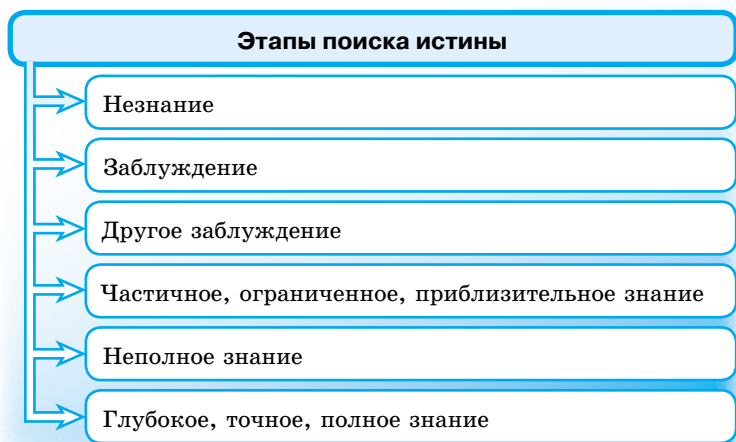 Этапы поиска истины
Незнание
Заблуждение
Другое заблуждение
Частичное, ограниченное, приблизительное знание
Неполное знание
Глубокое, точное, полное знание